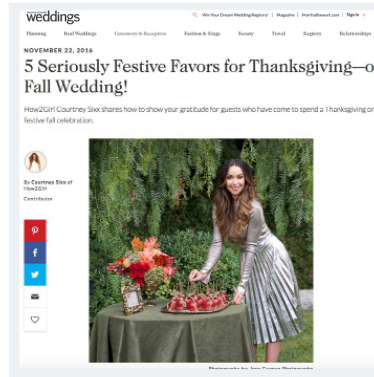 weddings
Win Your Dream Wedding Registry! | Magazine | MarthaStewart.com | Sign in
Planning Real Weddings Ceremony & Reception Fashion & Rings Beauty Travel Registry Relationships
NOVEMBER 22, 2016
5 Seriously Festive Favors for Thanksgiving—o
Fall Wedding!
How2Girl Courtney Sixx shares how to show your gratitude for guests who have come to spend a Thanksgiving or
festive fall celebration.
By Courtney Sixx of
How2Girl
Contributor